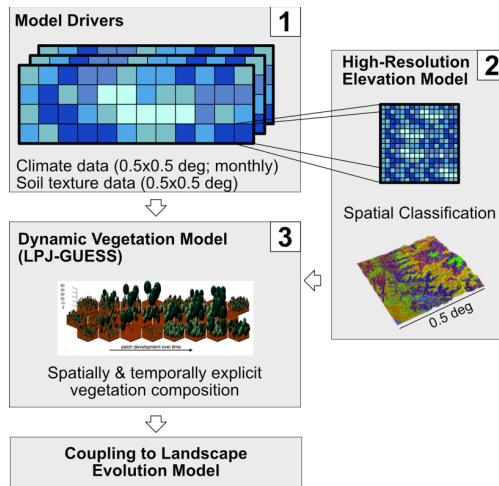 Model Drivers
1
Climate data (0.5x0.5 deg; monthly)
Soil texture data (0.5x0.5 deg)
High-Resolution
Elevation Model
2
Spatial Classification
0.5 deg
Dynamic Vegetation Model
(LPJ-GUESS)
3
patch development over time
Spatially & temporally explicit
vegetation composition
Coupling to Landscape
Evolution Model